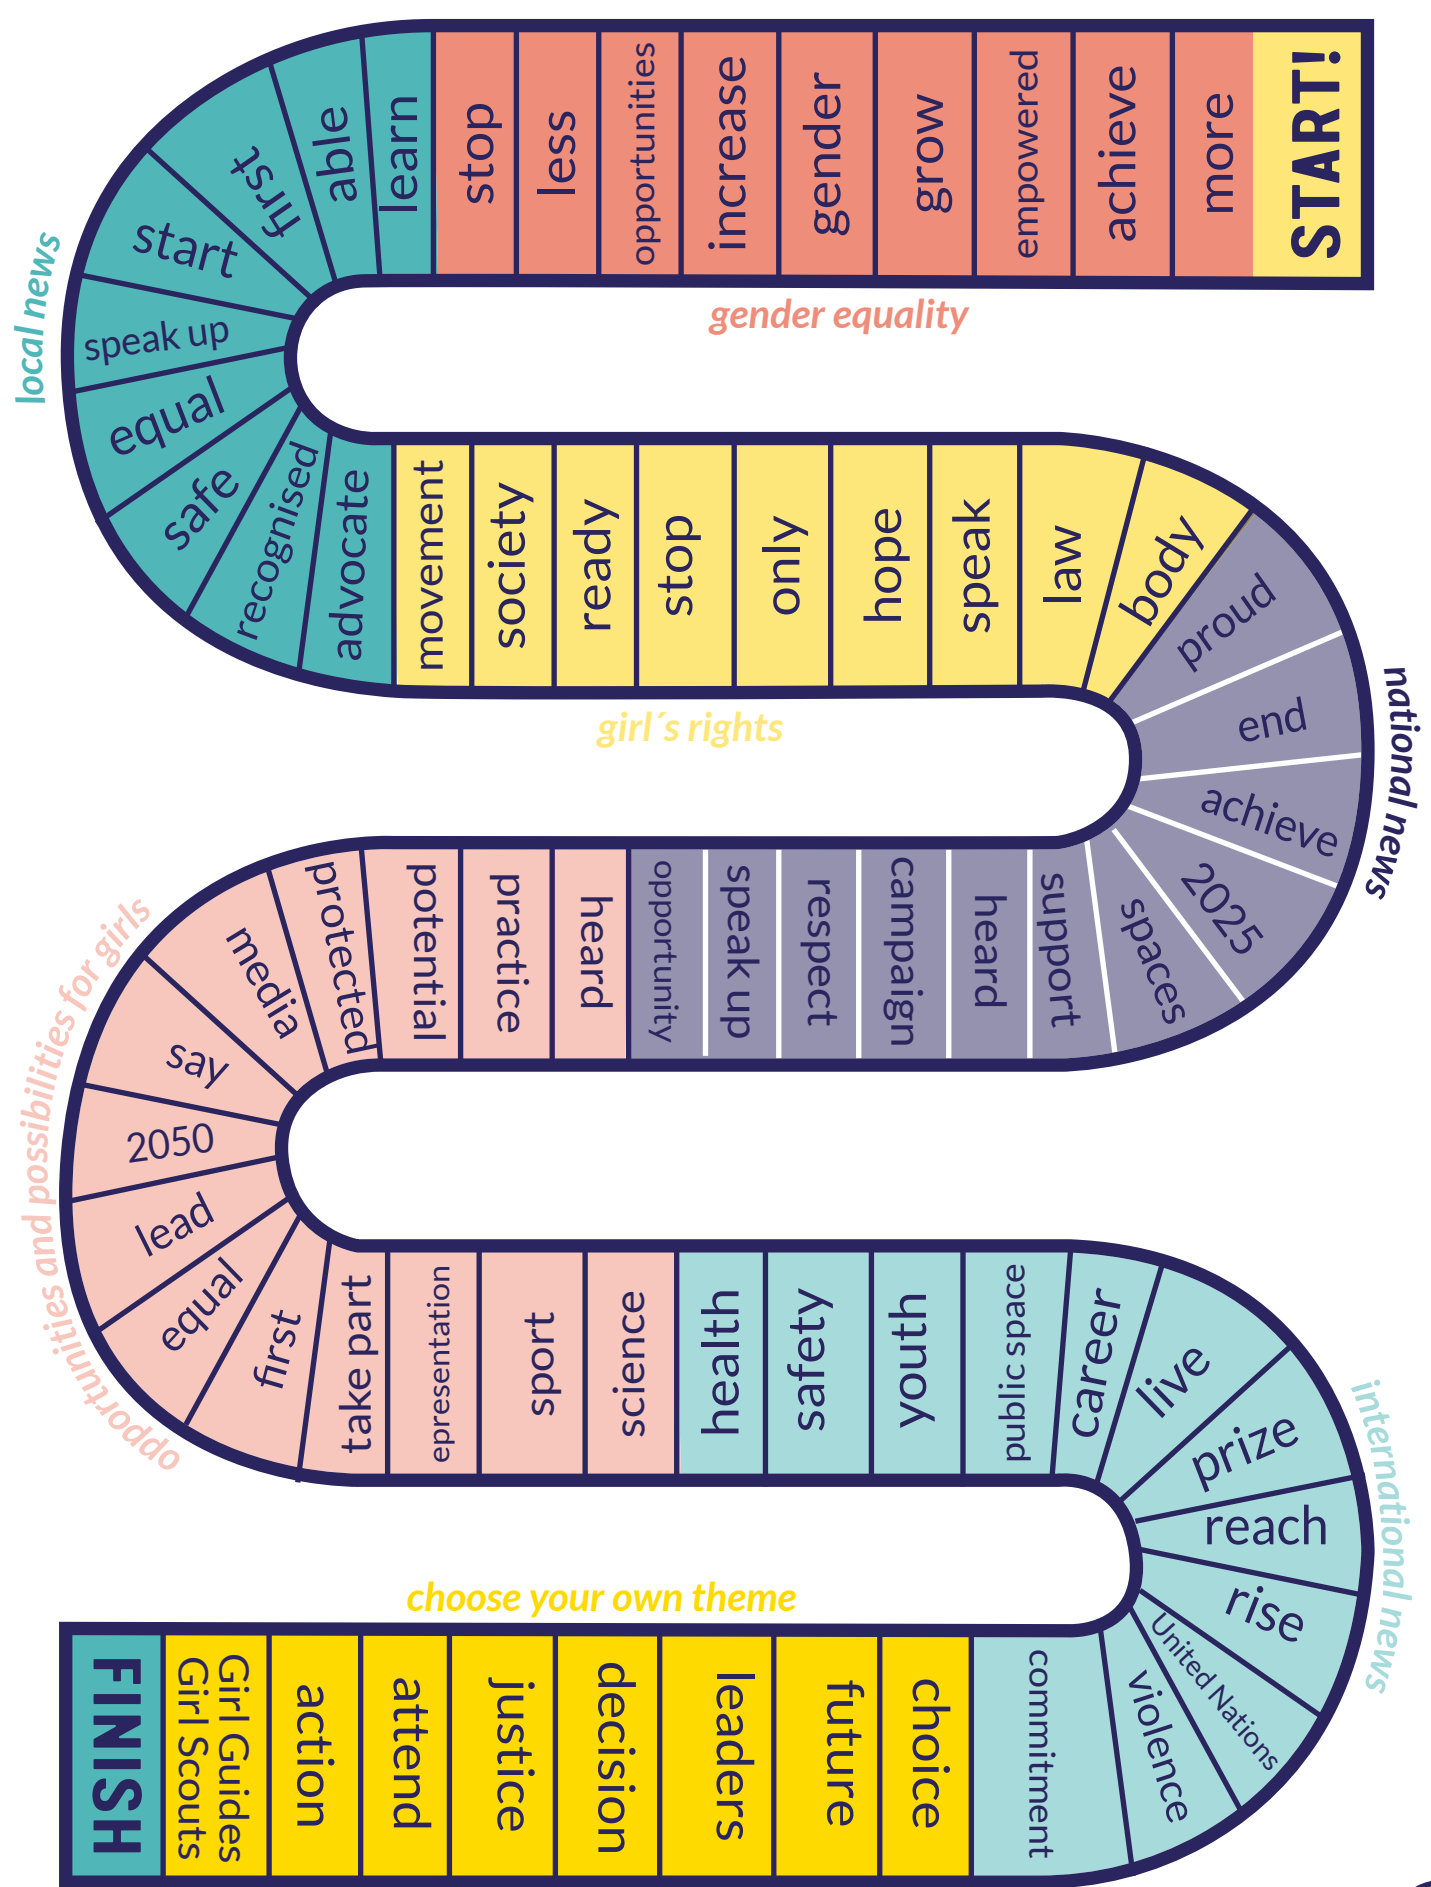 START!
more
achieve
empowered
grow
gender
increase
opportunities
less
stop
gender equality
learn
able
first
start
speak up
equal
safe
recognised
advocate
local news
movement
society
ready
stop
only
hope
speak
law
body
girl´s rights
proud
end
achieve
2025
spaces
support
heard
campaign
respect
speak up
opportunity
national news
heard
practice
potential
protected
media
say
2050
lead
equal
first
take part
epresentation
sport
science
opportunities and possibilities for girls
health
safety
youth
public space
career
live
prize
reach
rise
United Nations
violence
commitment
international news
choose your own theme
choice
future
leaders
decision
justice
attend
action
Girl Guides
Girl Scouts
FINISH